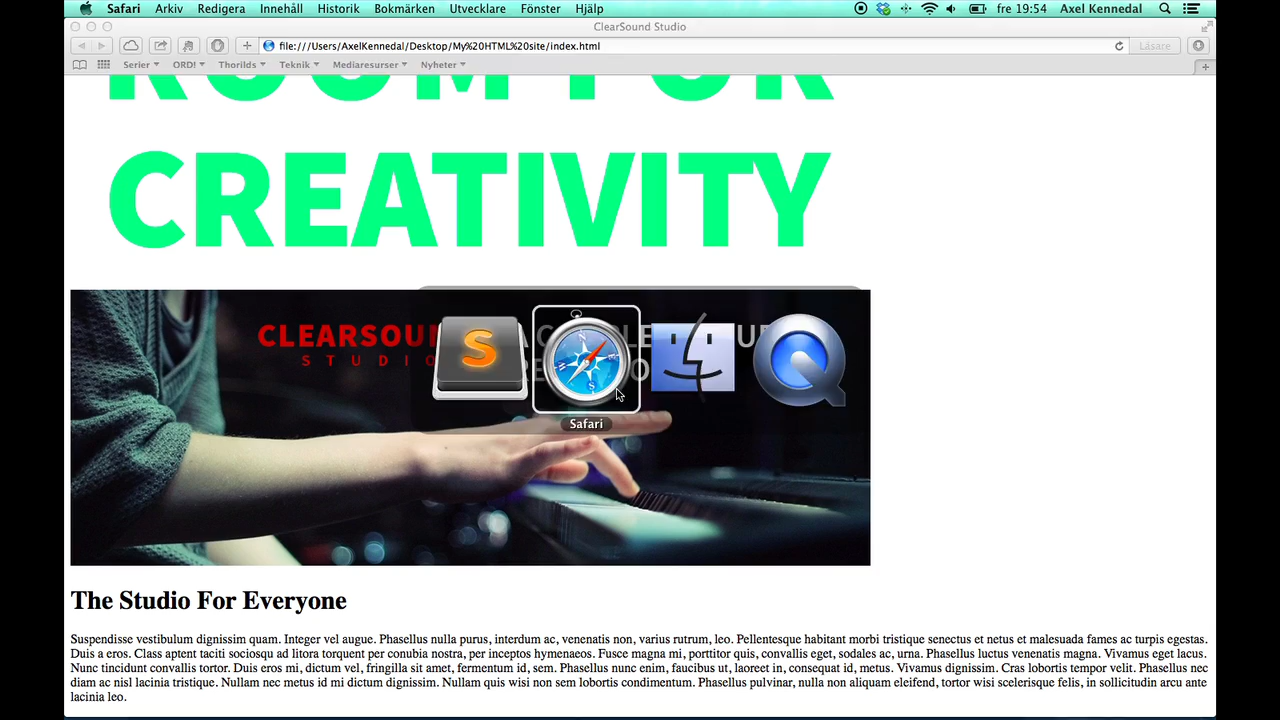 Safari Arkiv Redigera Innehåll Historik Bokmärken Utvecklare Fönster Hjälp fre 19:54 Axel Kennedal
ClearSound Studio
file:///Users/AxelKennedal/Desktop/My%20HTML%20site/index.html Läsare
Serier ORD! Thorilds Teknik Mediaresurser Nyheter
ROOM FOR
CREATIVITY
CLEARSOUN
STUDIO
S
Safari
The Studio For Everyone
Suspendisse vestibulum dignissim quam. Integer vel augue. Phasellus nulla purus, interdum ac, venenatis non, varius rutrum, leo. Pellentesque habitant morbi tristique senectus et netus et malesuada fames ac turpis egestas.
Duis a eros. Class aptent taciti sociosqu ad litora torquent per conubia nostra, per inceptos hymenaeos. Fusce magna mi, porttitor quis, convallis eget, sodales ac, urna. Phasellus luctus venenatis magna. Vivamus eget lacus.
Nunc tincidunt convallis tortor. Duis eros mi, dictum vel, fringilla sit amet, fermentum id, sem. Phasellus nunc enim, faucibus ut, laoreet in, consequat id, metus. Vivamus dignissim. Cras lobortis tempor velit. Phasellus nec
diam ac nisl lacinia tristique. Nullam nec metus id mi dictum dignissim. Nullam quis wisi non sem lobortis condimentum. Phasellus pulvinar, nulla non aliquam eleifend, tortor wisi scelerisque felis, in sollicitudin arcu ante
lacinia leo.